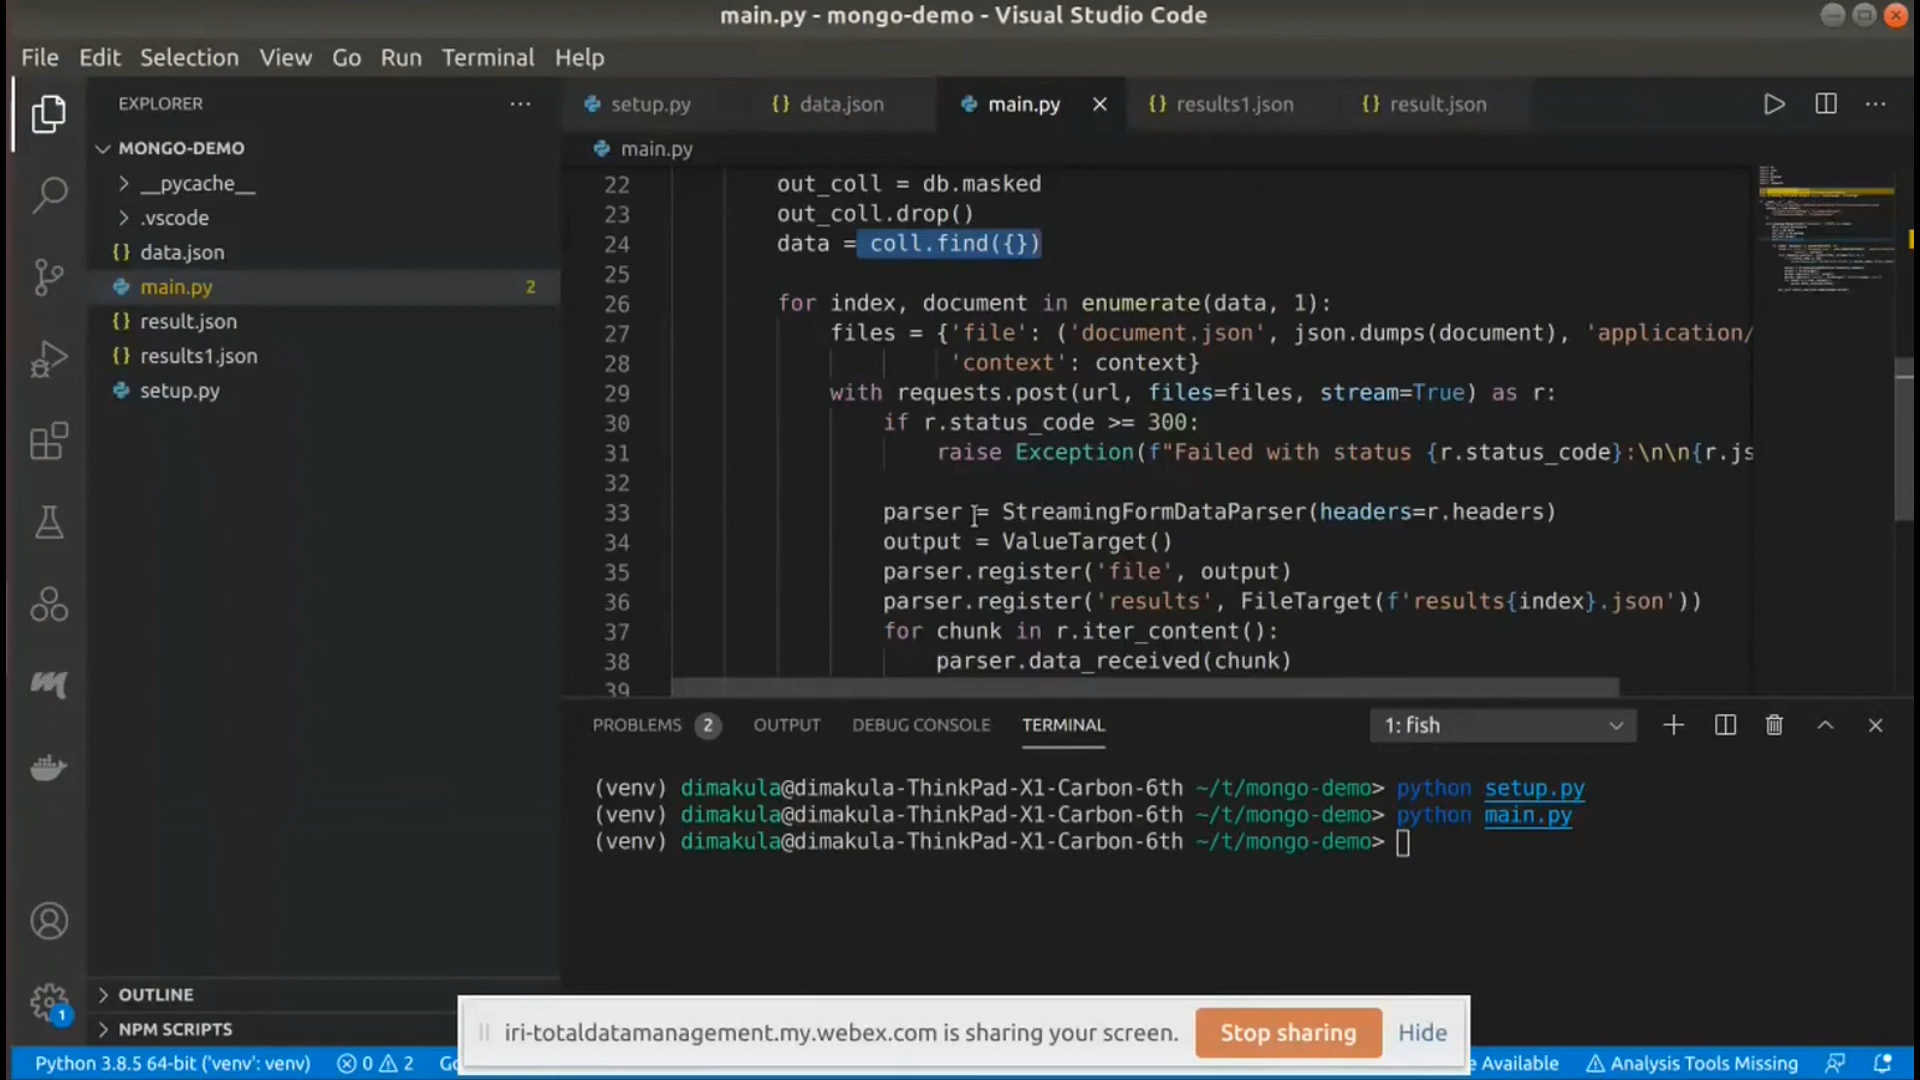 main.py - mongo-demo - Visual Studio Code
File Edit Selection View Go Run Terminal Help
EXPLORER
MONGO-DEMO
__pycache__
.vscode
{} data.json
main.py 2
{} result.json
{} results1.json
setup.py
OUTLINE
NPM SCRIPTS
setup.py {} data.json main.py {} results1.json {} result.json
main.py
22 out_coll = db.masked
23 out_coll.drop()
24 data = coll.find({})
25
26 for index, document in enumerate(data, 1):
27 files = {'file': ('document.json', json.dumps(document), 'application/
28 'context': context}
29 with requests.post(url, files=files, stream=True) as r:
30 if r.status_code >= 300:
31 raise Exception(f"Failed with status {r.status_code}:\n\n{r.js
32
33 parser = StreamingFormDataParser(headers=r.headers)
34 output = ValueTarget()
35 parser.register('file', output)
36 parser.register('results', FileTarget(f'results{index}.json'))
37 for chunk in r.iter_content():
38 parser.data_received(chunk)
39
PROBLEMS 2 OUTPUT DEBUG CONSOLE TERMINAL 1: fish
(venv) dimakula@dimakula-ThinkPad-X1-Carbon-6th ~/t/mongo-demo> python setup.py
(venv) dimakula@dimakula-ThinkPad-X1-Carbon-6th ~/t/mongo-demo> python main.py
(venv) dimakula@dimakula-ThinkPad-X1-Carbon-6th ~/t/mongo-demo>
1
iri-totaldatamanagement.my.webex.com is sharing your screen. Stop sharing Hide
Python 3.8.5 64-bit ('venv': venv) 0 2 Go
e Available Analysis Tools Missing